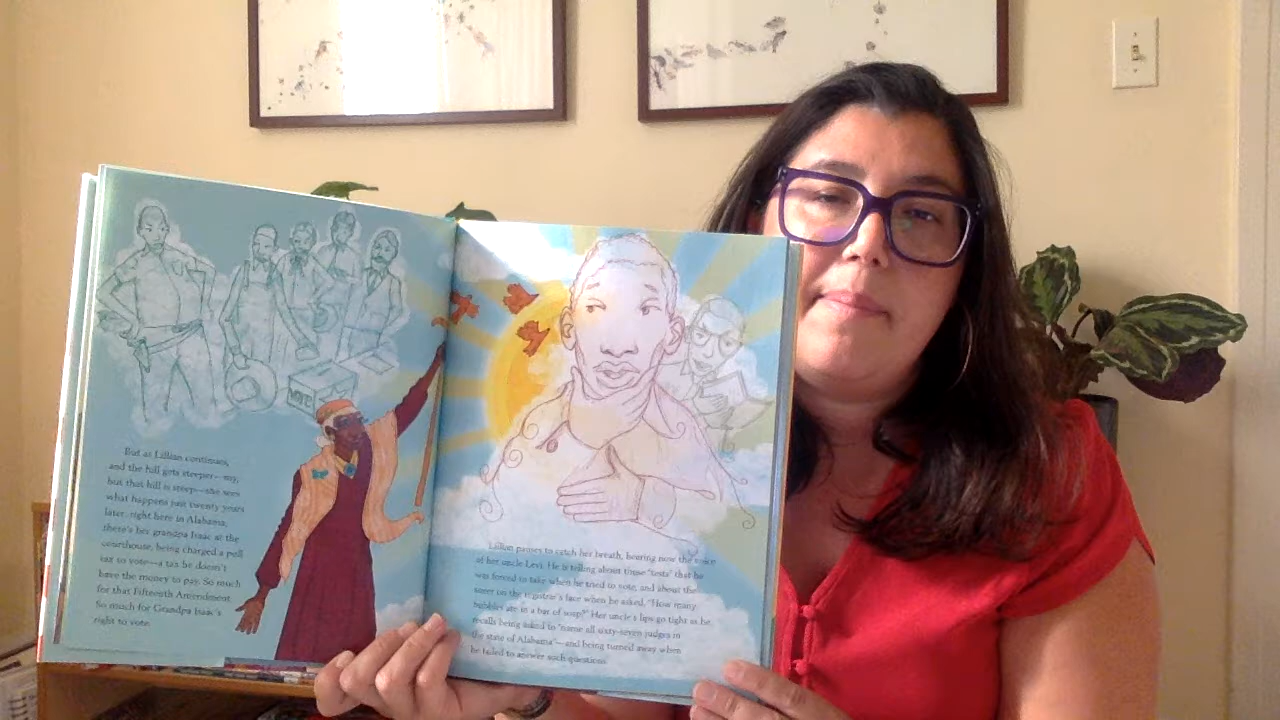 VOTE
But as Lillian continues,
and the hill gets steeper—my,
but that hill is steep—she sees
what happens just twenty years
later, right here in Alabama,
there's her grandpa Isaac at the
courthouse, being charged a poll
tax to vote—a tax he doesn't
have the money to pay. So much
for that Fifteenth Amendment.
So much for Grandpa Isaac's
right to vote.
Lillian pauses to catch her breath, hearing now the voice
of her uncle Levi. He is telling about those "tests" that he
was forced to take when he tried to vote, and about the
sneer on the registrar's face when he asked, "How many
bubbles are in a bar of soap?" Her uncle's lips go tight as he
recalls being asked to "name all sixty-seven judges in
the state of Alabama"—and being turned away when
he failed to answer such questions.